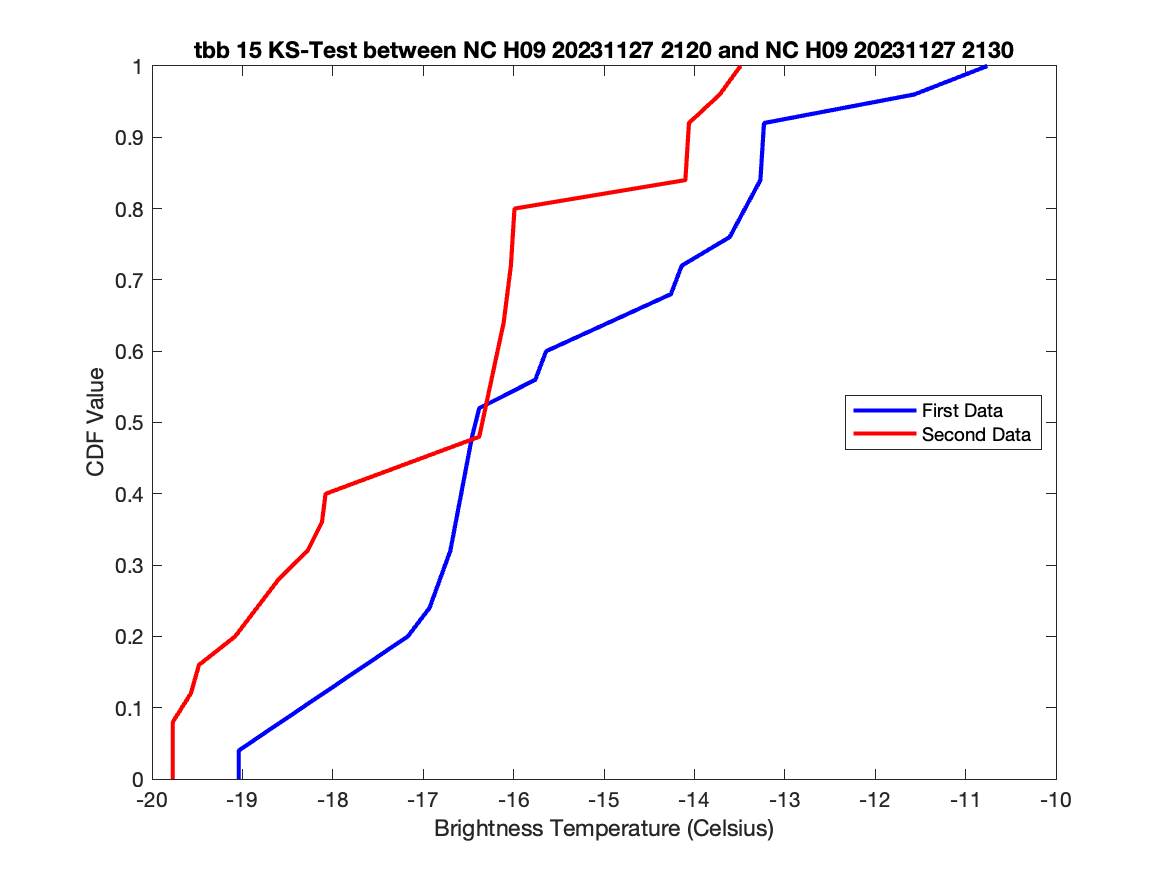 tbb 15 KS-Test between NC H09 20231127 2120 and NC H09 20231127 2130
1
0.9
0.8
0.7
0.6
0.5
0.4
0.3
0.2
0.1
0
CDF Value
First Data
Second Data
-20 -19 -18 -17 -16 -15 -14 -13 -12 -11 -10
Brightness Temperature (Celsius)